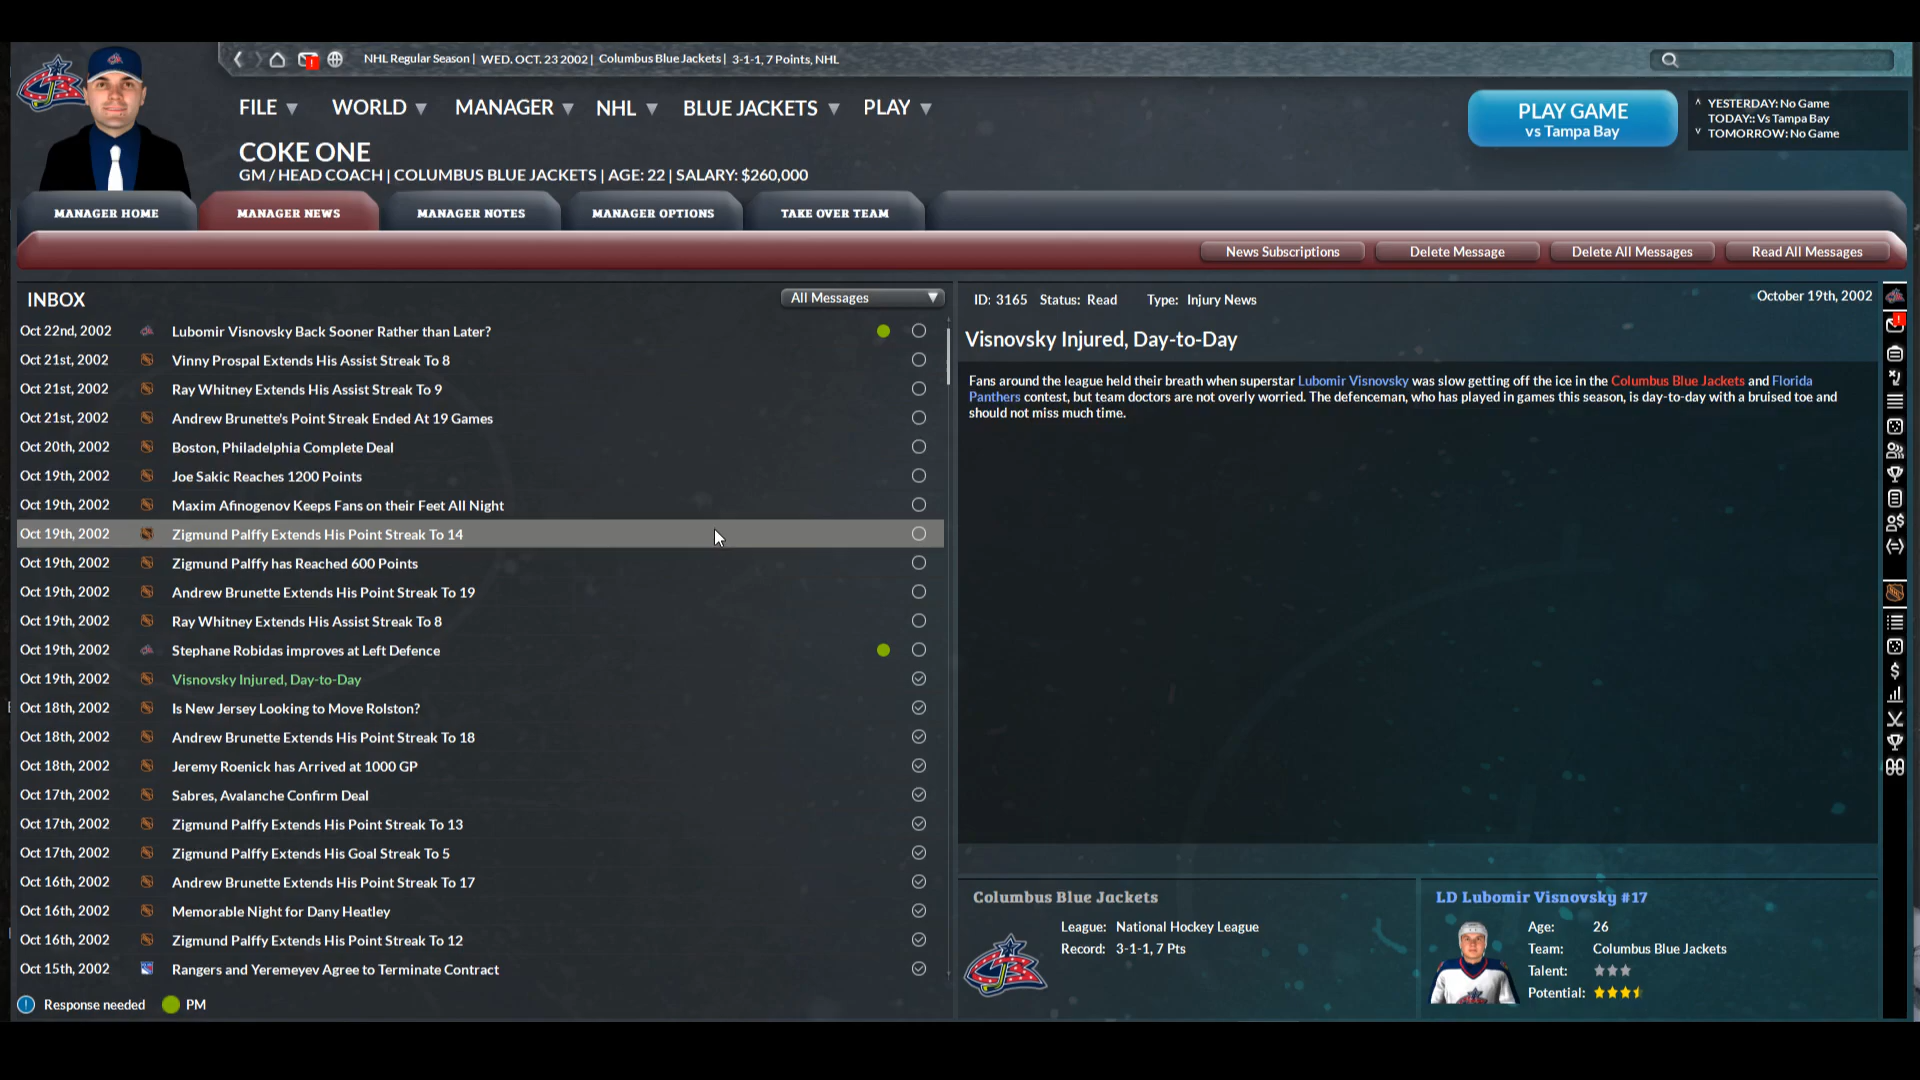 NHL Regular Season | WED. OCT. 23 2002 | Columbus Blue Jackets | 3-1-1, 7 Points, NHL
FILE WORLD MANAGER NHL BLUE JACKETS PLAY
PLAY GAME
vs Tampa Bay
YESTERDAY: No Game
TODAY:: Vs Tampa Bay
TOMORROW: No Game
COKE ONE
GM / HEAD COACH | COLUMBUS BLUE JACKETS | AGE: 22 | SALARY: $260,000
MANAGER HOME MANAGER NEWS MANAGER NOTES MANAGER OPTIONS TAKE OVER TEAM
News Subscriptions Delete Message Delete All Messages Read All Messages
INBOX All Messages
Oct 22nd, 2002 Lubomir Visnovsky Back Sooner Rather than Later?
Oct 21st, 2002 Vinny Prospal Extends His Assist Streak To 8
Oct 21st, 2002 Ray Whitney Extends His Assist Streak To 9
Oct 21st, 2002 Andrew Brunette's Point Streak Ended At 19 Games
Oct 20th, 2002 Boston, Philadelphia Complete Deal
Oct 19th, 2002 Joe Sakic Reaches 1200 Points
Oct 19th, 2002 Maxim Afinogenov Keeps Fans on their Feet All Night
Oct 19th, 2002 Zigmund Palffy Extends His Point Streak To 14
Oct 19th, 2002 Zigmund Palffy has Reached 600 Points
Oct 19th, 2002 Andrew Brunette Extends His Point Streak To 19
Oct 19th, 2002 Ray Whitney Extends His Assist Streak To 8
Oct 19th, 2002 Stephane Robidas improves at Left Defence
Oct 19th, 2002 Visnovsky Injured, Day-to-Day
Oct 18th, 2002 Is New Jersey Looking to Move Rolston?
Oct 18th, 2002 Andrew Brunette Extends His Point Streak To 18
Oct 18th, 2002 Jeremy Roenick has Arrived at 1000 GP
Oct 17th, 2002 Sabres, Avalanche Confirm Deal
Oct 17th, 2002 Zigmund Palffy Extends His Point Streak To 13
Oct 17th, 2002 Zigmund Palffy Extends His Goal Streak To 5
Oct 16th, 2002 Andrew Brunette Extends His Point Streak To 17
Oct 16th, 2002 Memorable Night for Dany Heatley
Oct 16th, 2002 Zigmund Palffy Extends His Point Streak To 12
Oct 15th, 2002 Rangers and Yeremeyev Agree to Terminate Contract
Response needed PM
ID: 3165 Status: Read Type: Injury News October 19th, 2002
Visnovsky Injured, Day-to-Day
Fans around the league held their breath when superstar Lubomir Visnovsky was slow getting off the ice in the Columbus Blue Jackets and Florida
Panthers contest, but team doctors are not overly worried. The defenceman, who has played in games this season, is day-to-day with a bruised toe and
should not miss much time.
Columbus Blue Jackets
League: National Hockey League
Record: 3-1-1, 7 Pts
LD Lubomir Visnovsky #17
Age: 26
Team: Columbus Blue Jackets
Talent:
Potential: